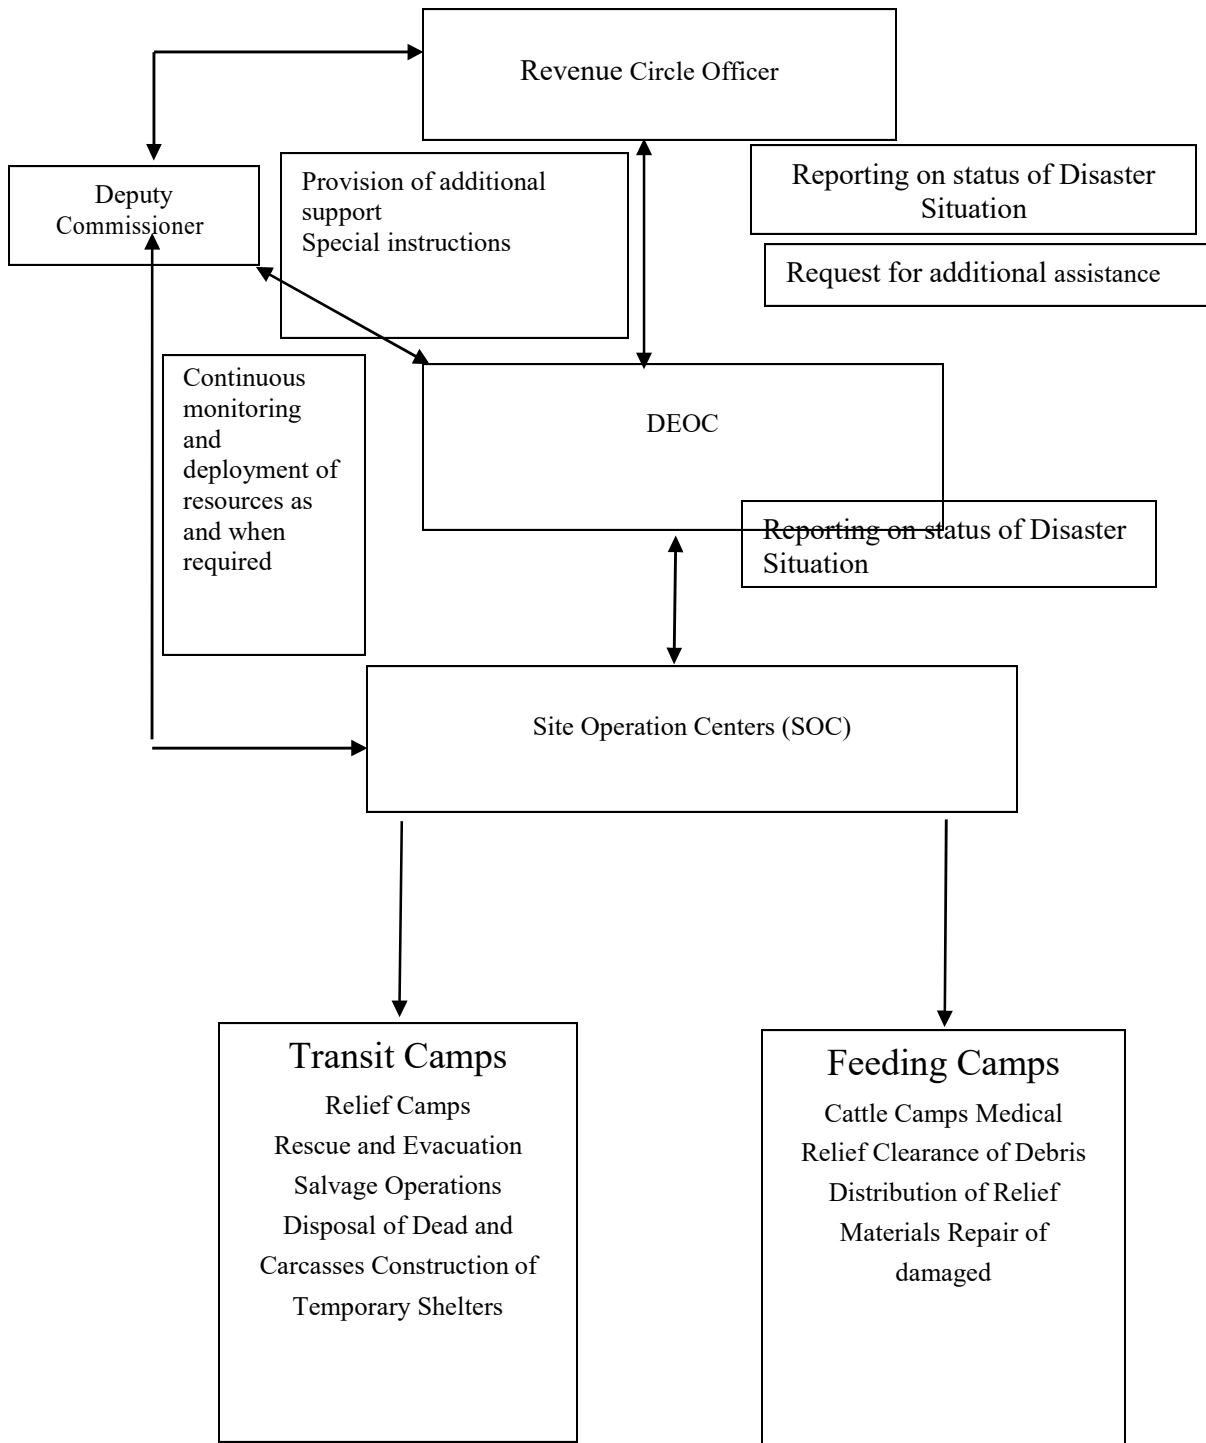 Revenue Circle Officer
Deputy
Commissioner
Provision of additional
support
Special instructions
Reporting on status of Disaster
Situation
Request for additional assistance
Continuous
monitoring
and
deployment of
resources as
and when
required
DEOC
Reporting on status of Disaster
Situation
Site Operation Centers (SOC)
Transit Camps
Relief Camps
Rescue and Evacuation
Salvage Operations
Disposal of Dead and
Carcasses Construction of
Temporary Shelters
Feeding Camps
Cattle Camps Medical
Relief Clearance of Debris
Distribution of Relief
Materials Repair of
damaged